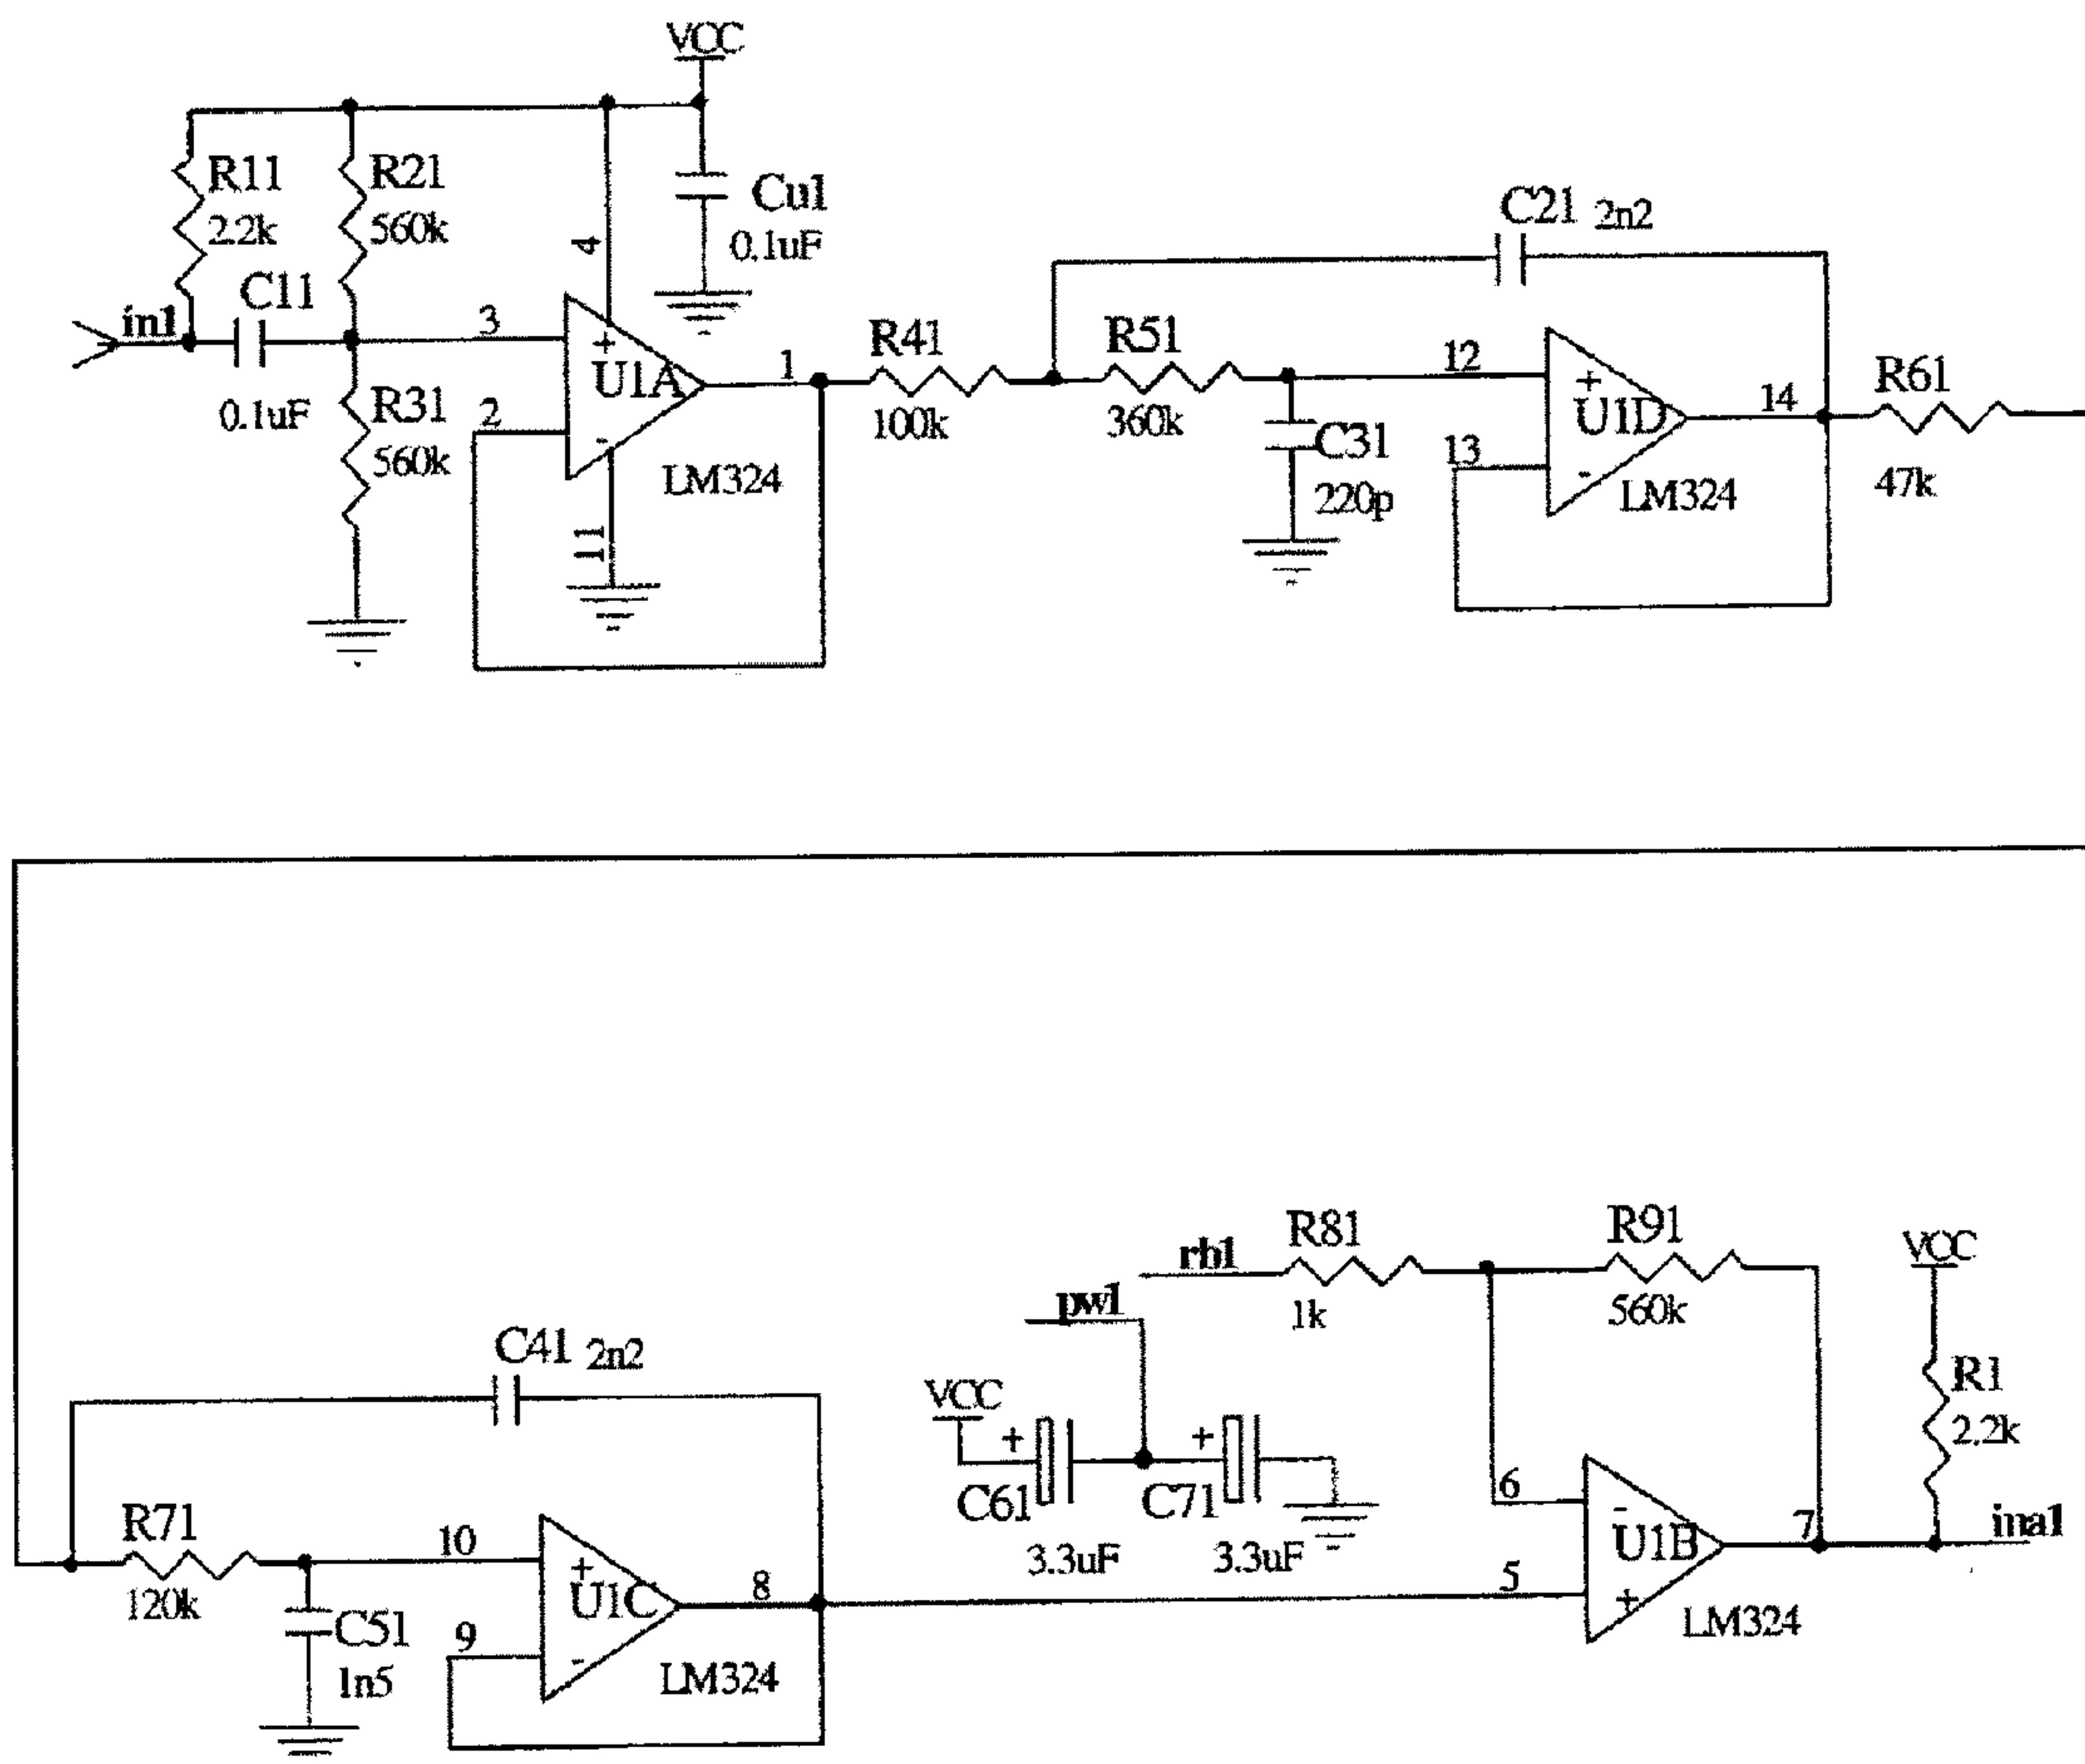 VCC
R11
2.2k
R21
560k
Cu1
0.1uF
4
in1
C11
0.1uF
3
+
U1A
-
2
1
LM324
11
R31
560k
R41
100k
R51
360k
C21 2n2
12
+
U1D
-
13
14
LM324
C31
220p
R61
47k
rb1
R81
1k
R91
560k
VCC
R1
2.2k
pw1
VCC
+
C61
3.3uF
+
C71
3.3uF
C41 2n2
R71
120k
10
+
U1C
-
9
8
LM324
C51
1n5
6
-
U1B
+
5
7
ina1
LM324